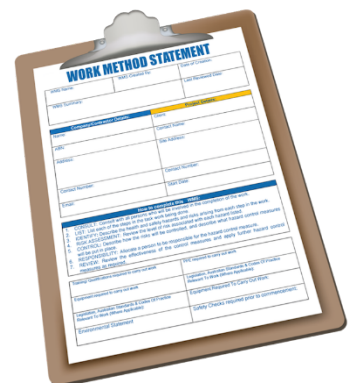 WORK METHOD STATEMENT
WMS Name:
WMS Created By:
Date of Creation:
WMS Summary:
Last Reviewed Date:
Company/Contractor Details:
Project Details:
Name:
Client:
ABN:
Contact Name:
Address:
Site Address:
Contact Number:
Contact Number:
Email:
Start Date:
How to complete this WMS:
1. CONSULT: Consult with all persons who will be involved in the completion of the work.
2. LIST: List each of the steps in the task work being done.
3. IDENTIFY: Describe the health and safety hazards and risks arising from each step in the work.
4. RISK ASSESSMENT: Review the level of risk associated with each hazard listed.
5. CONTROL: Describe how the risks will be controlled, and describe what hazard control measures
will be put in place.
6. RESPONSIBILITY: Allocate a person to be responsible for the hazard control measure.
7. REVIEW: Review the effectiveness of the control measures and apply further hazard control
measures as required.
Training Qualifications required to carry out work
PPE required to carry out work
Equipment required to carry out work
Legislation, Australian Standards & Codes Of Practice
Relevant To Work (Where Applicable)
Legislation, Australian Standards & Codes Of Practice
Relevant To Work (Where Applicable)
Equipment Required To Carry Out Work.
Environmental Statement
Safety Checks required prior to commencement.